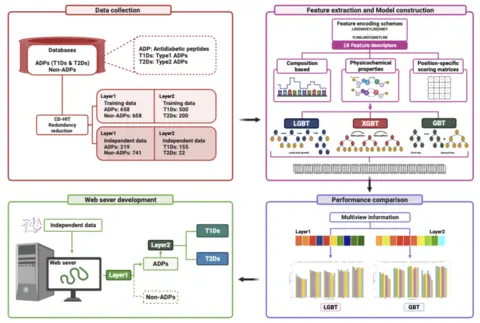 Data collection
Databases
ADPs (T1Ds & T2Ds)
Non-ADPs
ADP: Antidiabetic peptides
T1Ds: Type1 ADPs
T2Ds: Type2 ADPs
CD-HIT
Redundancy
reduction
Layer1
Training data
ADPs: 658
Non-ADPs: 658
Layer2
Training data
T1Ds: 500
T2Ds: 200
Layer1
Independent data
ADPs: 219
Non-ADPs: 741
Layer2
Independent data
T1Ds: 155
T2Ds: 22
Feature extraction and Model construction
Feature encoding schemes
18 Feature descriptors
Composition
based
Physicochemical
properties
Position-specific
scoring matrices
LGBT
XGBT
GBT
Web sever development
Independent data
Web sever
Layer1
Layer2
ADPs
Non-ADPs
T1Ds
T2Ds
Performance comparison
Multiview information
Layer1
Layer2
LGBT
GBT